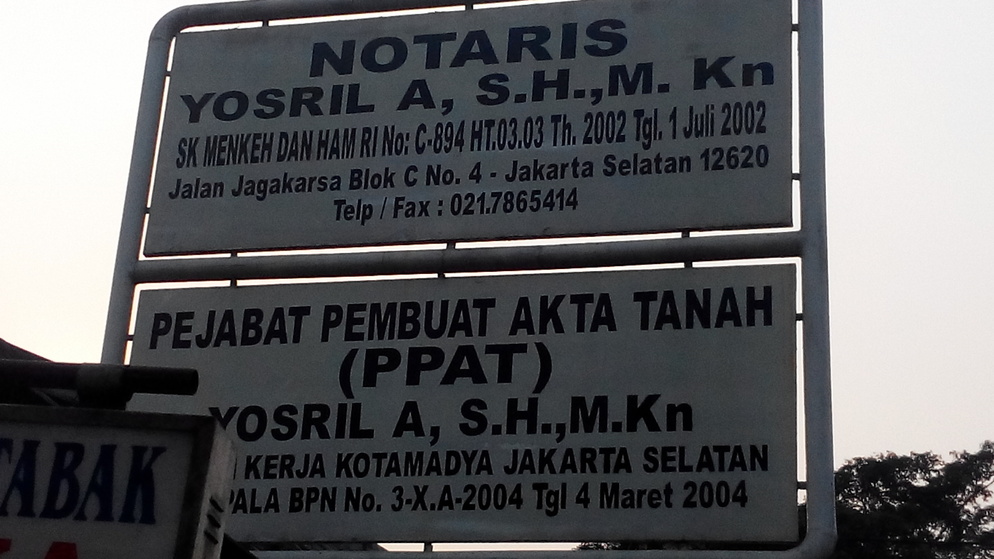 NOTARIS
YOSRIL A, S.H.,M. Kn
SK MENKEH DAN HAM RI No: C-894 HT.03.03 Th. 2002 Tgl. 1 Juli 2002
Jalan Jagakarsa Blok C No. 4 - Jakarta Selatan 12620
Telp / Fax : 021.7865414
PEJABAT PEMBUAT AKTA TANAH
(PPAT)
YOSRIL A, S.H.,M.Kn
KERJA KOTAMADYA JAKARTA SELATAN
PALA BPN No. 3-X.A-2004 Tgl 4 Maret 2004
TABAK